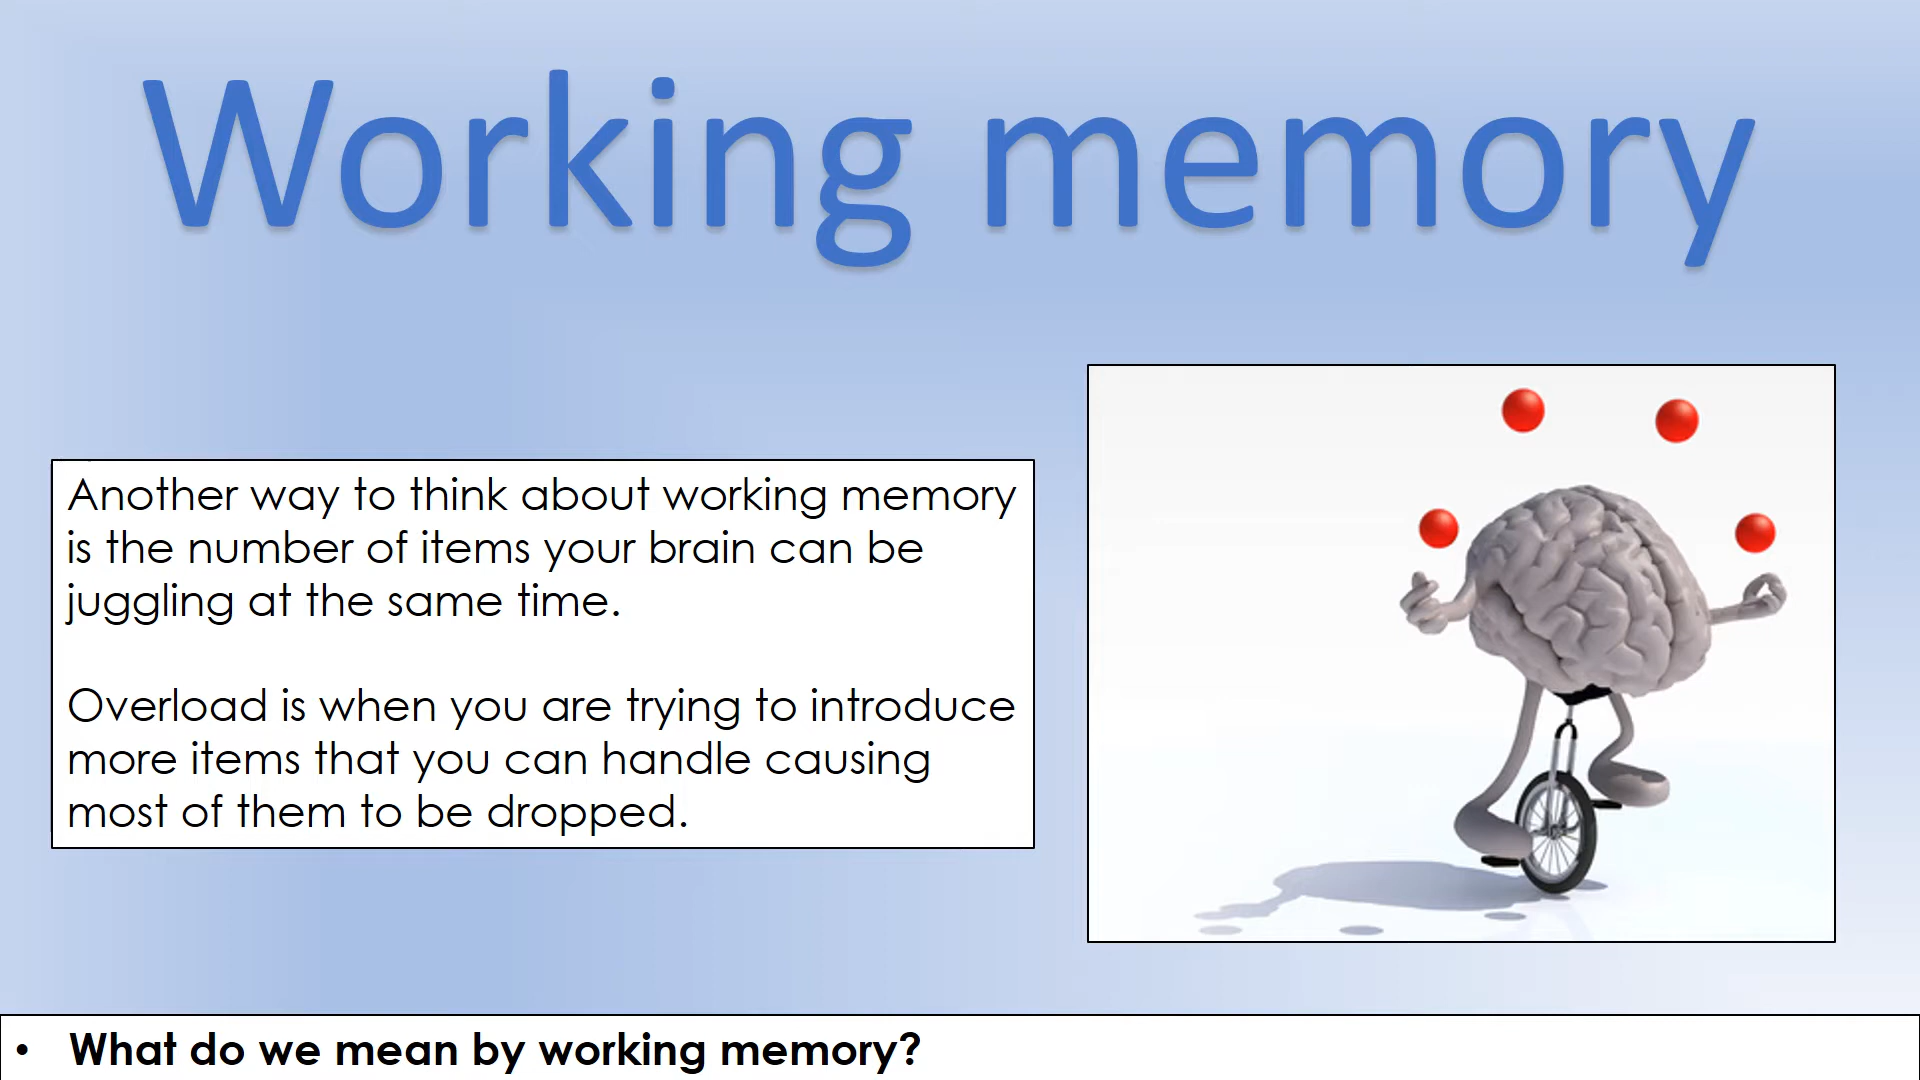 Working memory
Another way to think about working memory
is the number of items your brain can be
juggling at the same time.
Overload is when you are trying to introduce
more items that you can handle causing
most of them to be dropped.
• What do we mean by working memory?